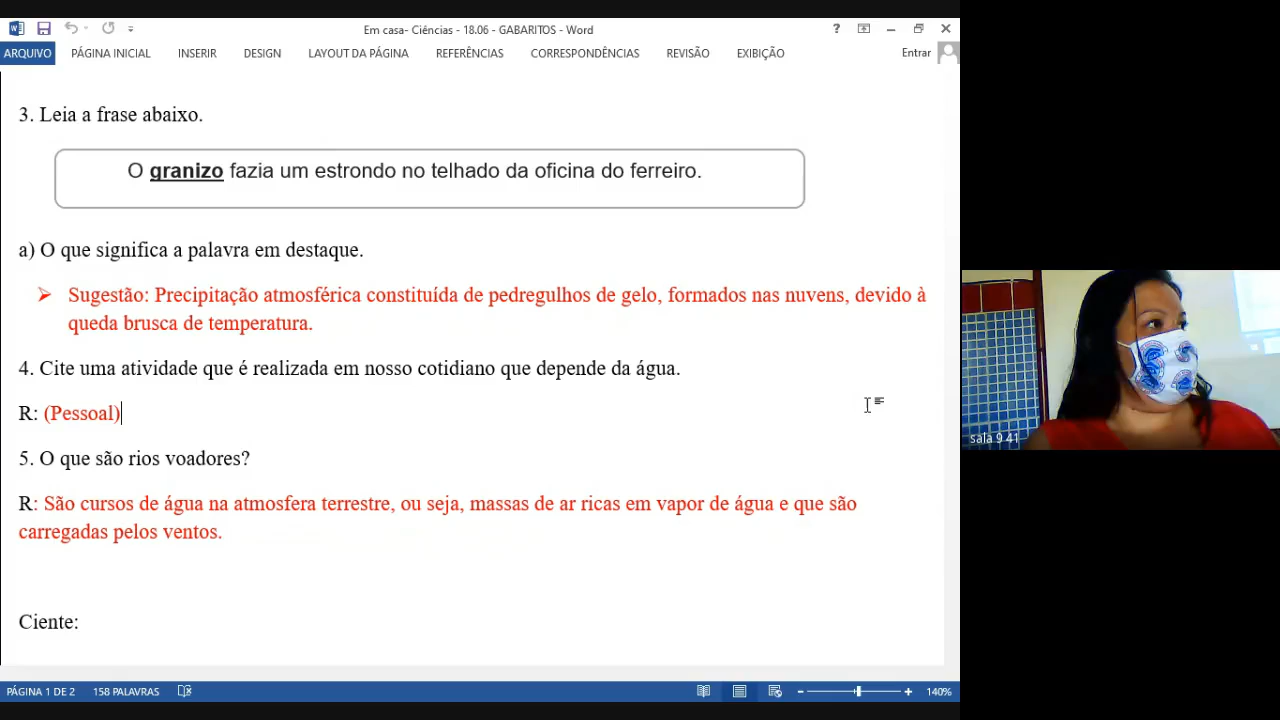 Em casa- Ciências - 18.06 - GABARITOS - Word
?
ARQUIVO PÁGINA INICIAL INSERIR DESIGN LAYOUT DA PÁGINA REFERÊNCIAS CORRESPONDÊNCIAS REVISÃO EXIBIÇÃO Entrar
3. Leia a frase abaixo.
O granizo fazia um estrondo no telhado da oficina do ferreiro.
a) O que significa a palavra em destaque.
➢ Sugestão: Precipitação atmosférica constituída de pedregulhos de gelo, formados nas nuvens, devido à
queda brusca de temperatura.
4. Cite uma atividade que é realizada em nosso cotidiano que depende da água.
R: (Pessoal)
5. O que são rios voadores?
R: São cursos de água na atmosfera terrestre, ou seja, massas de ar ricas em vapor de água e que são
carregadas pelos ventos.
Ciente:
PÁGINA 1 DE 2 158 PALAVRAS 140%
sala 9 41